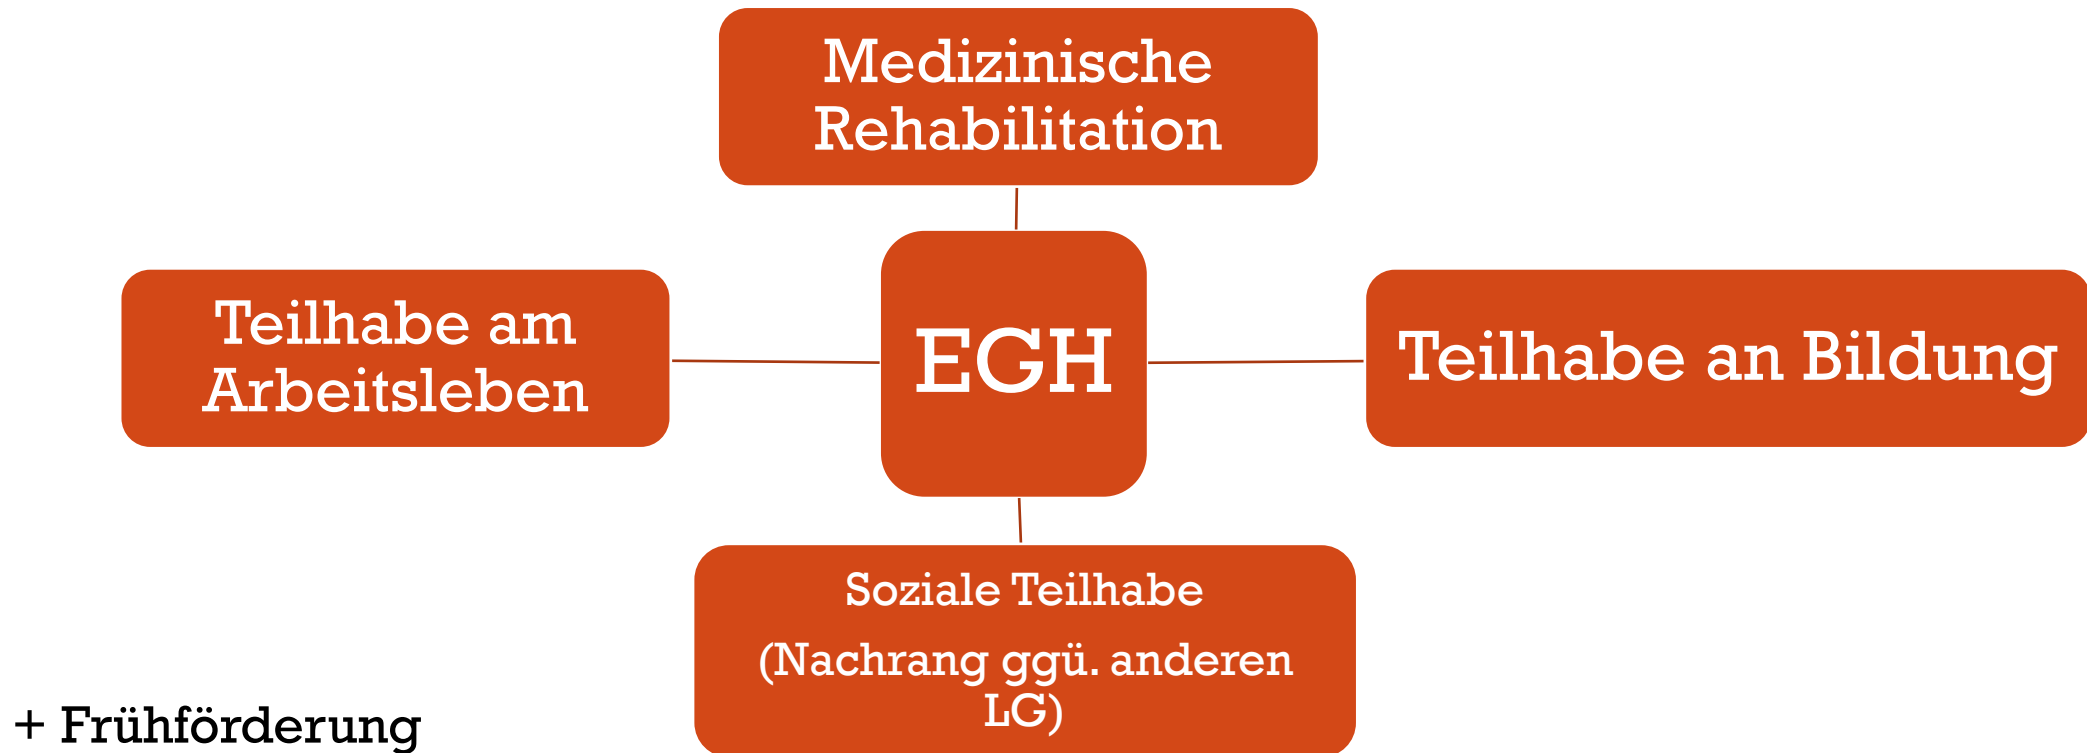 Medizinische
Rehabilitation
Teilhabe am
Arbeitsleben
EGH
Teilhabe an Bildung
Soziale Teilhabe
(Nachrang ggü. anderen
LG)
+ Frühförderung